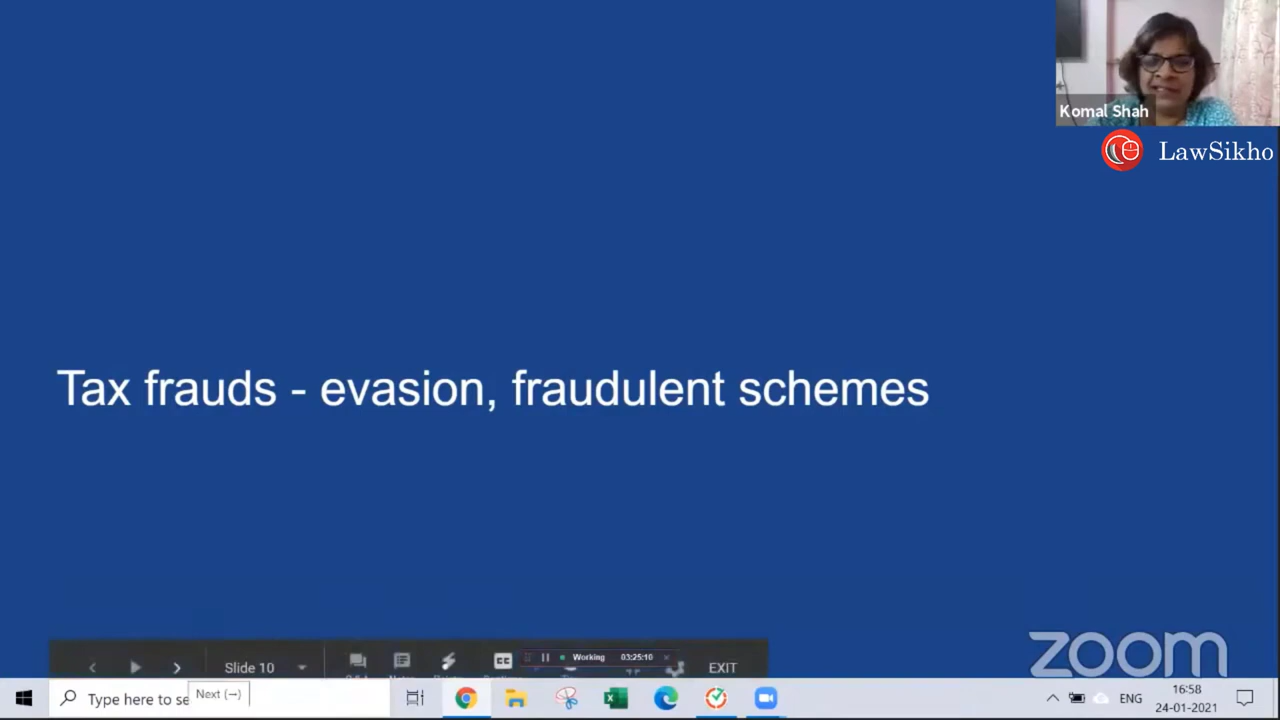 Komal Shah
LawSikho
Tax frauds - evasion, fraudulent schemes
Slide 10
CC
Working 03:25:10
EXIT
zoom
Type here to se
Next (→)
ENG
16:58
24-01-2021